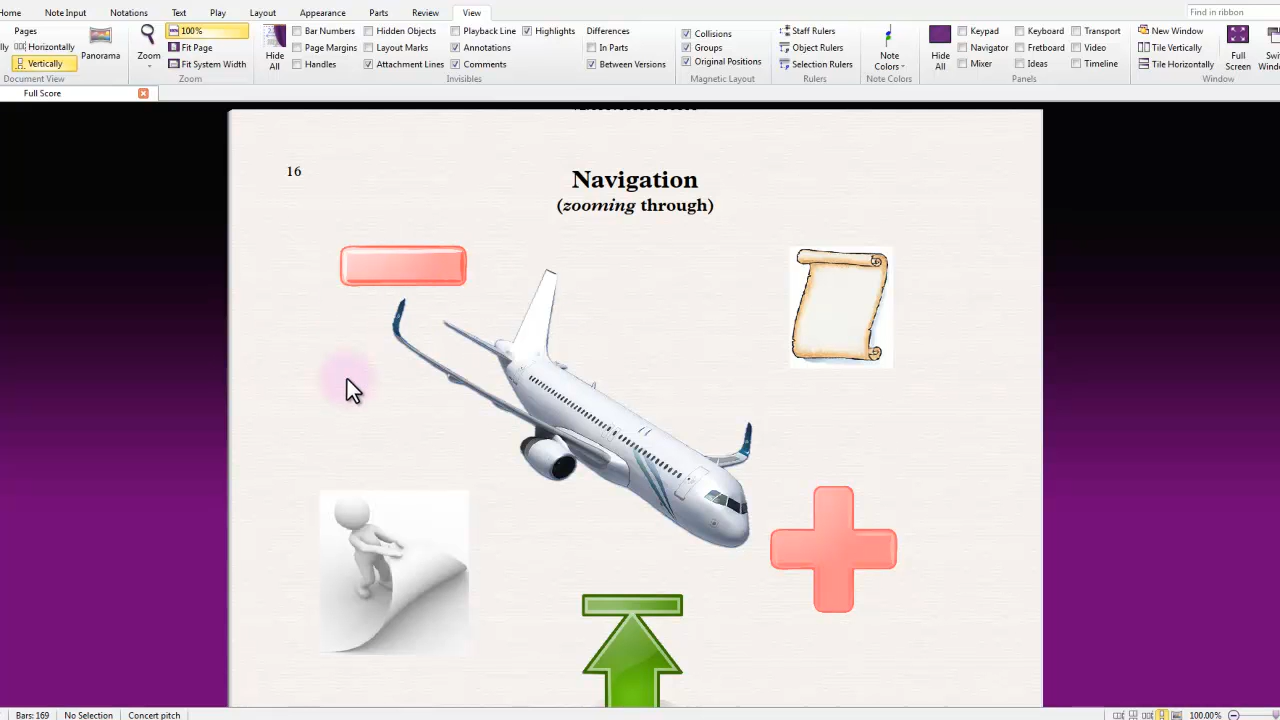 Home Note Input Notations Text Play Layout Appearance Parts Review View Find in ribbon
Pages 100% Bar Numbers Hidden Objects Playback Line Highlights Differences Collisions Staff Rulers Keypad Keyboard Transport New Window
Horizontally Fit Page Page Margins Layout Marks Annotations In Parts Groups Object Rulers Navigator Fretboard Video Tile Vertically
Vertically Panorama Zoom Fit System Width Hide All Handles Attachment Lines Comments Between Versions Original Positions Selection Rulers Note Colors Hide All Mixer Ideas Timeline Tile Horizontally Full Screen
Document View Zoom Invisibles Magnetic Layout Rulers Note Colors Panels Window
Full Score
16
Navigation
(zooming through)
Bars: 169 No Selection Concert pitch 100.00%